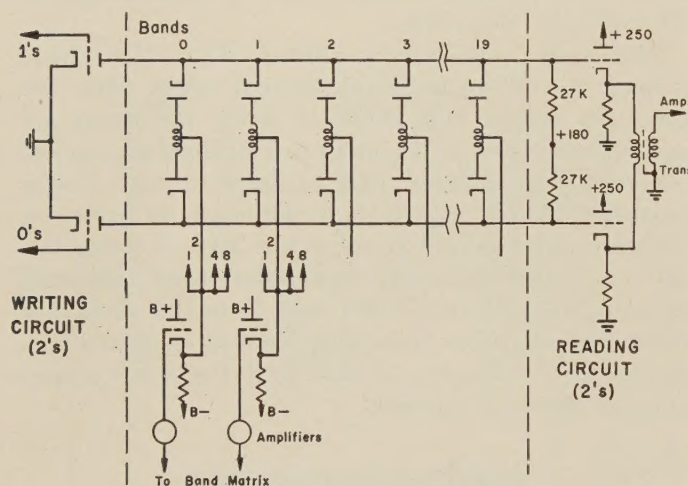 Bands
1's
0 1 2 3 19
+ 250
27K
Amp
+180
Trans
27K
+250
0's
2 2
1 4 8 1 4 8
WRITING
CIRCUIT
(2's)
B+ B+
READING
CIRCUIT
(2's)
B- B-
Amplifiers
To Band Matrix